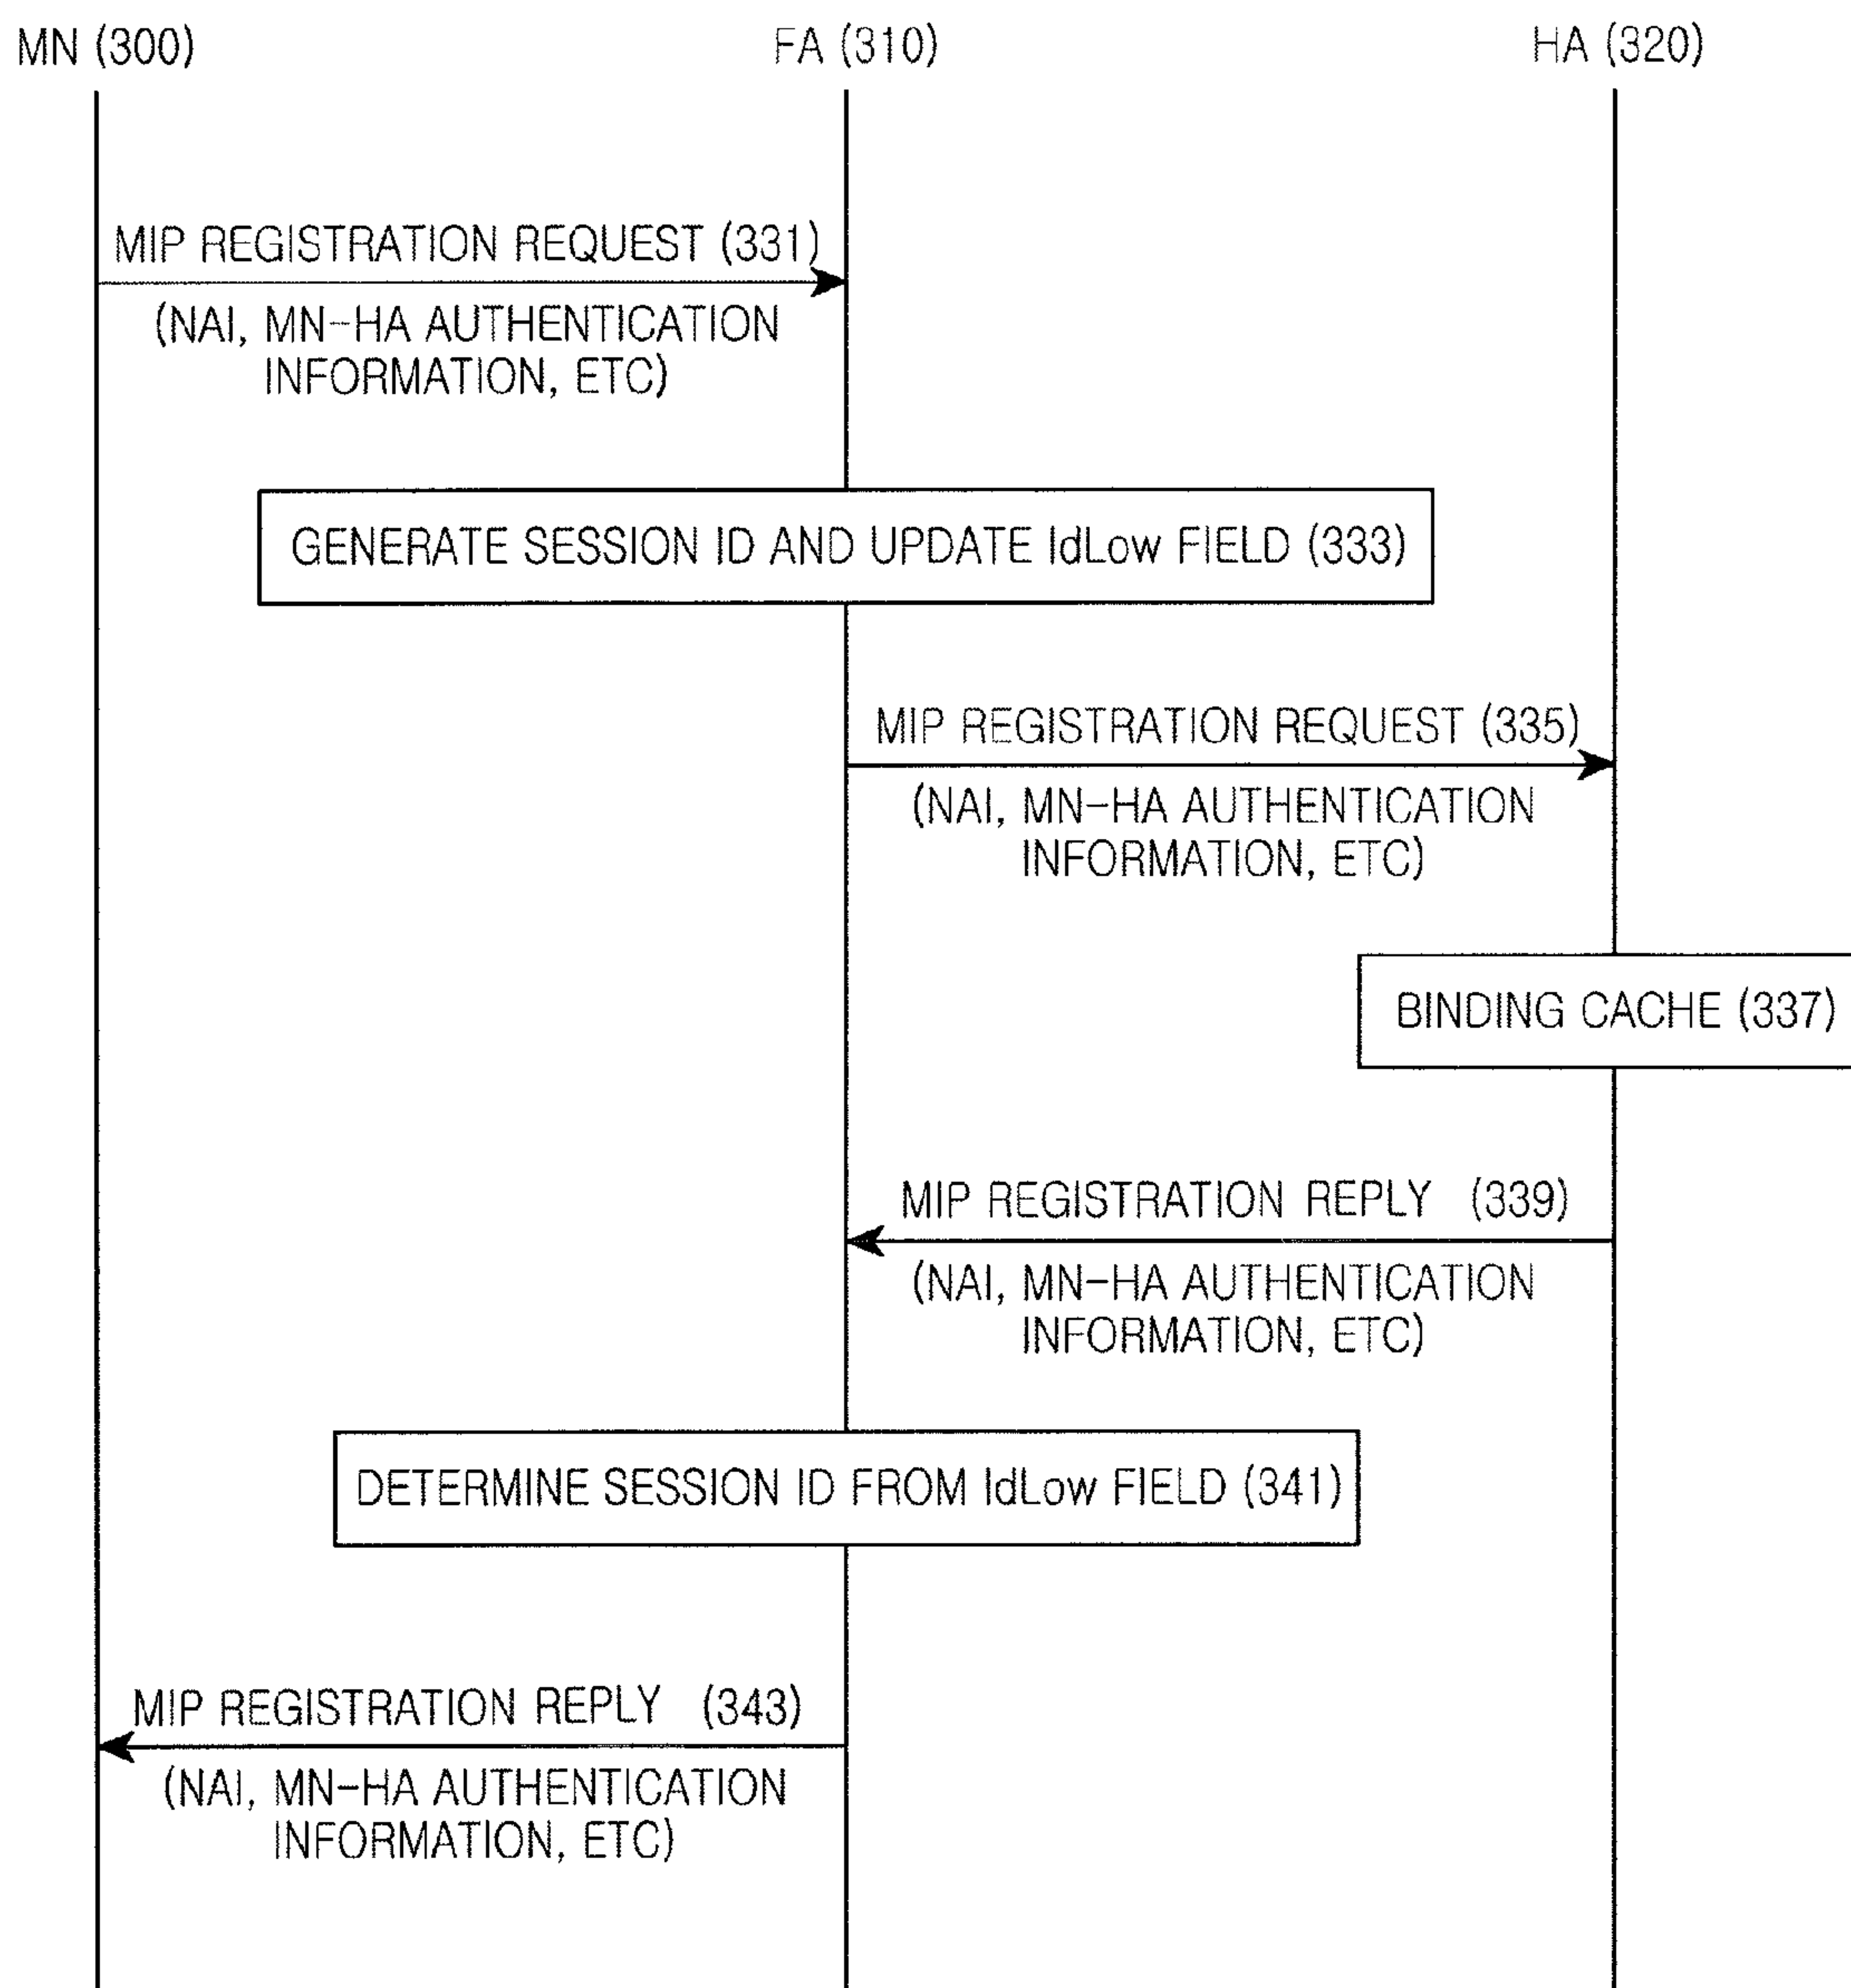 MN (300)
FA (310)
HA (320)
MIP REGISTRATION REQUEST (331)
(NAI, MN-HA AUTHENTICATION
INFORMATION, ETC)
GENERATE SESSION ID AND UPDATE IdLow FIELD (333)
MIP REGISTRATION REQUEST (335)
(NAI, MN-HA AUTHENTICATION
INFORMATION, ETC)
BINDING CACHE (337)
MIP REGISTRATION REPLY (339)
(NAI, MN-HA AUTHENTICATION
INFORMATION, ETC)
DETERMINE SESSION ID FROM IdLow FIELD (341)
MIP REGISTRATION REPLY (343)
(NAI, MN-HA AUTHENTICATION
INFORMATION, ETC)